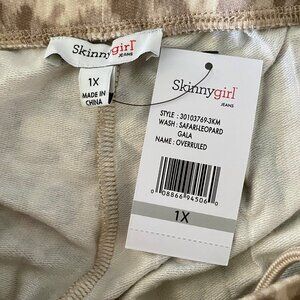 Skinnygirl
JEANS
1X
MADE IN
CHINA
Skinnygirl
JEANS
STYLE : 30103769-3KM
WASH : SAFARI-LEOPARD
GALA
NAME : OVERRULED
0 08866 94506 0
1X